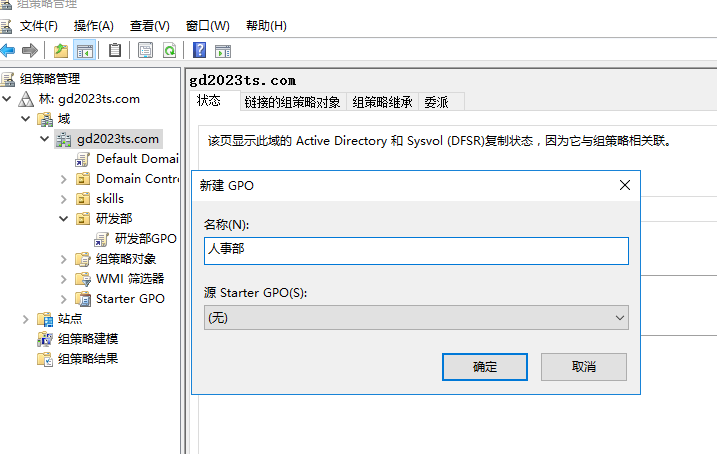 组策略管理
文件(F) 操作(A) 查看(V) 窗口(W) 帮助(H)
组策略管理
林: gd2023ts.com
域
gd2023ts.com
Default Domai
Domain Contr
skills
研发部
研发部GPO
组策略对象
WMI 筛选器
Starter GPO
站点
组策略建模
组策略结果
gd2023ts.com
状态 链接的组策略对象 组策略继承 委派
该页显示此域的 Active Directory 和 Sysvol (DFSR)复制状态，因为它与组策略相关联。
新建 GPO
名称(N):
人事部
源 Starter GPO(S):
(无)
确定 取消